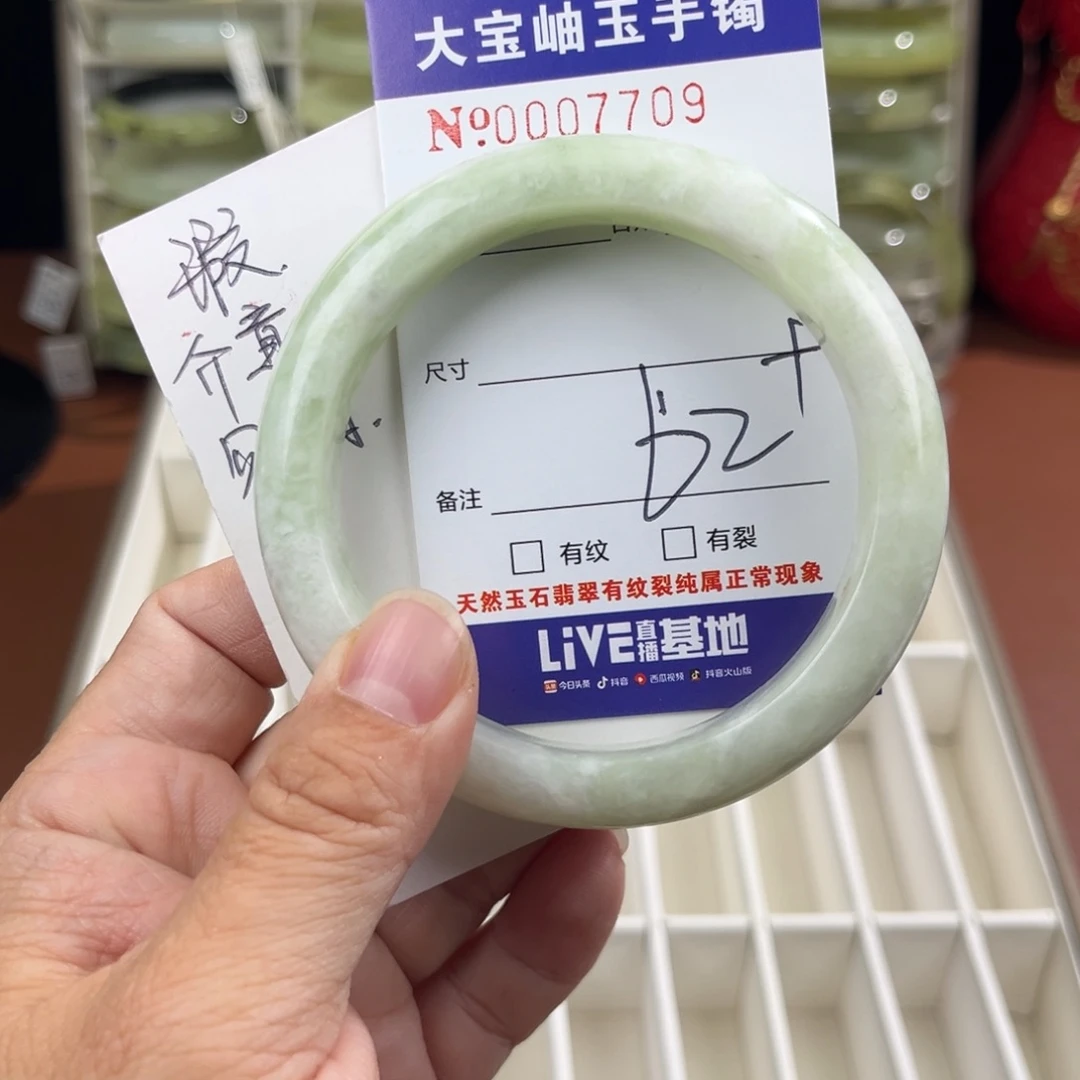 大宝岫玉手镯
Nº0007709
尺寸
62+
备注
有纹
有裂
天然玉石翡翠有纹裂纯属正常现象
LiVE直播基地
今日头条 抖音 西瓜视频 抖音火山版
介